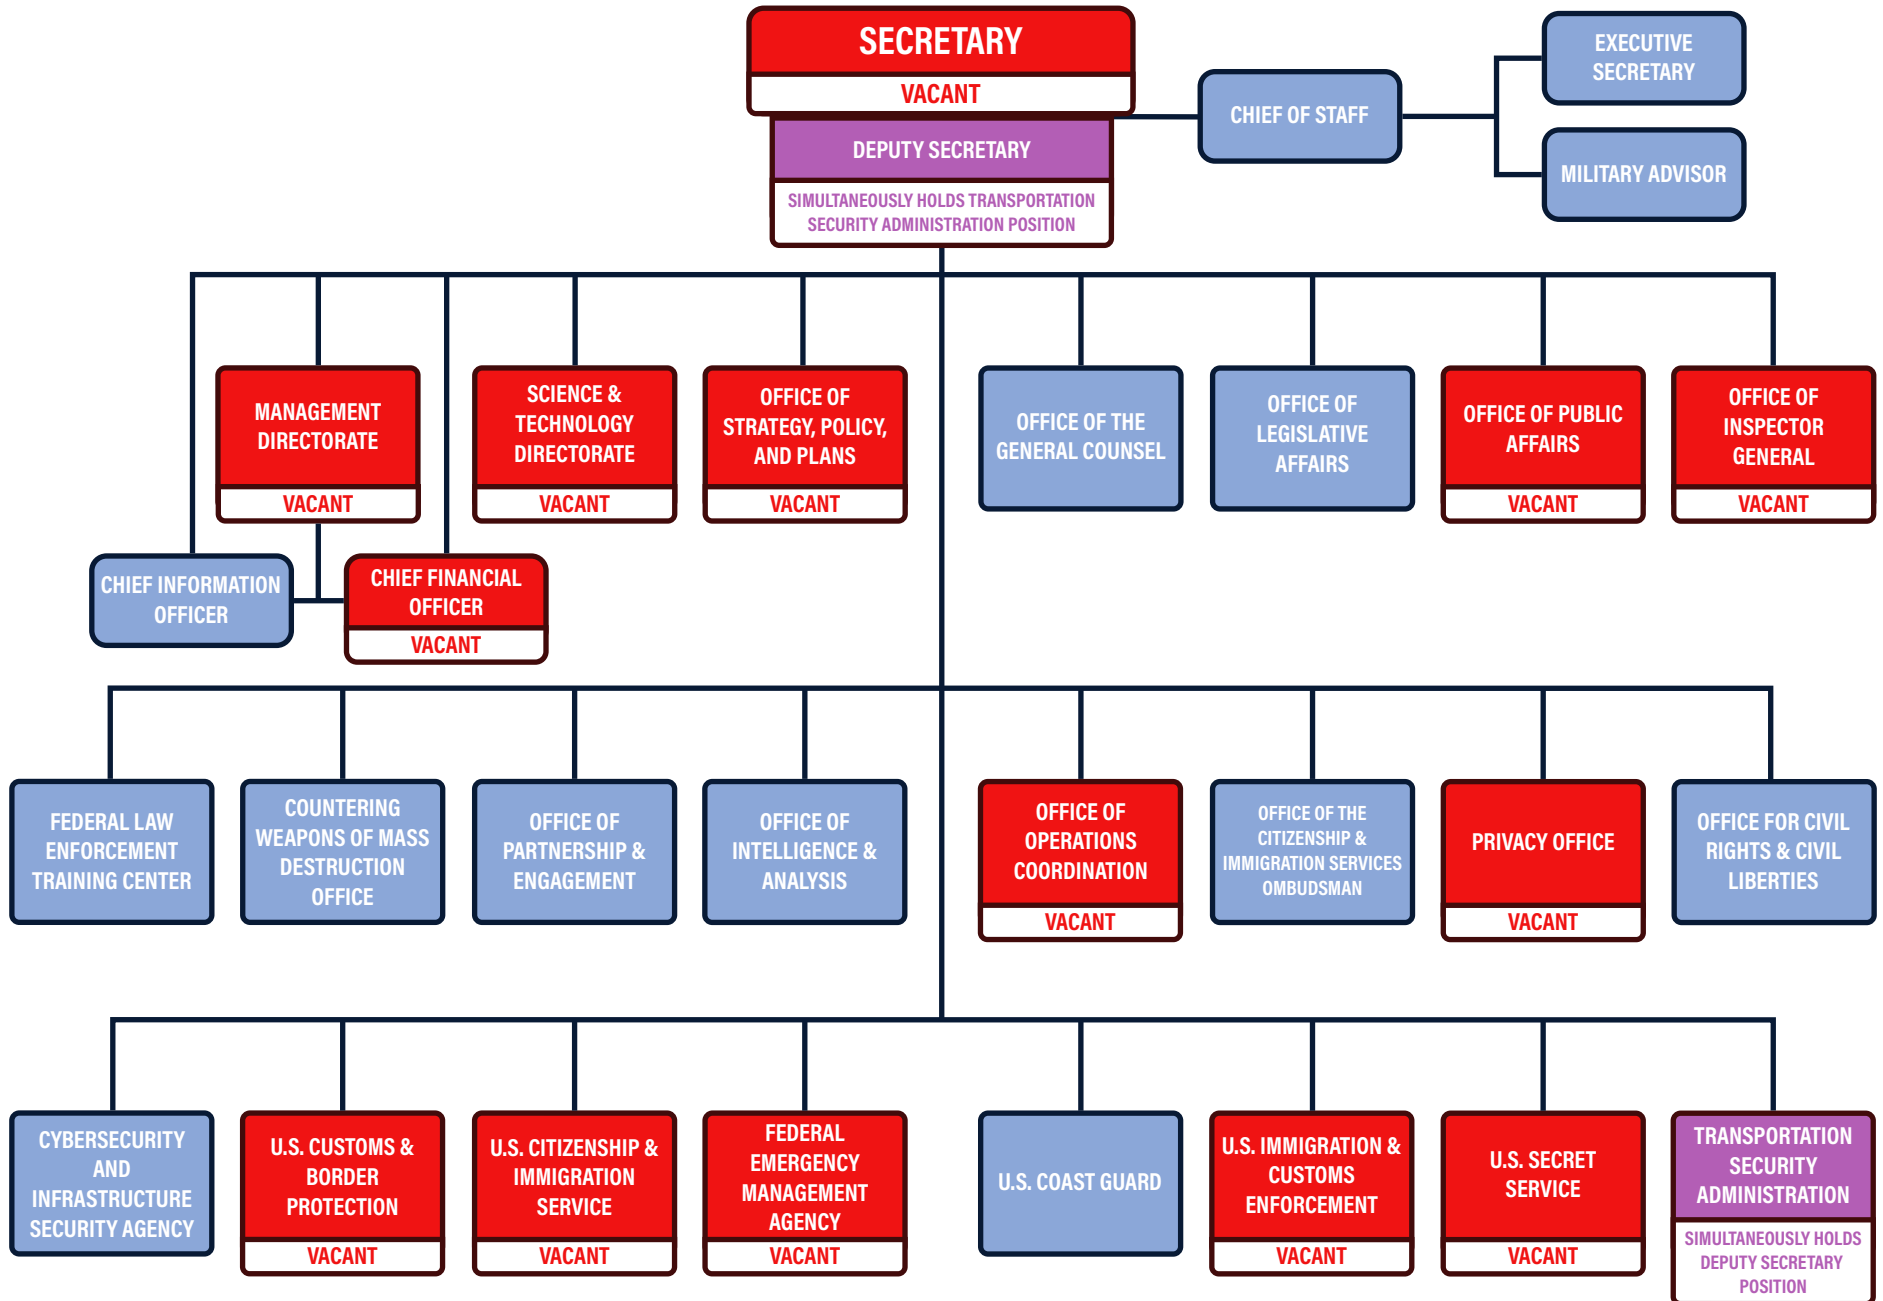 SECRETARY
VACANT
DEPUTY SECRETARY
SIMULTANEOUSLY HOLDS TRANSPORTATION
SECURITY ADMINISTRATION POSITION
CHIEF OF STAFF
EXECUTIVE
SECRETARY
MILITARY ADVISOR
MANAGEMENT
DIRECTORATE
VACANT
SCIENCE &
TECHNOLOGY
DIRECTORATE
VACANT
OFFICE OF
STRATEGY, POLICY,
AND PLANS
VACANT
OFFICE OF THE
GENERAL COUNSEL
OFFICE OF
LEGISLATIVE
AFFAIRS
OFFICE OF PUBLIC
AFFAIRS
VACANT
OFFICE OF
INSPECTOR
GENERAL
VACANT
CHIEF INFORMATION
OFFICER
CHIEF FINANCIAL
OFFICER
VACANT
FEDERAL LAW
ENFORCEMENT
TRAINING CENTER
COUNTERING
WEAPONS OF MASS
DESTRUCTION
OFFICE
OFFICE OF
PARTNERSHIP &
ENGAGEMENT
OFFICE OF
INTELLIGENCE &
ANALYSIS
OFFICE OF
OPERATIONS
COORDINATION
VACANT
OFFICE OF THE
CITIZENSHIP &
IMMIGRATION SERVICES
OMBUDSMAN
PRIVACY OFFICE
VACANT
OFFICE FOR CIVIL
RIGHTS & CIVIL
LIBERTIES
CYBERSECURITY
AND
INFRASTRUCTURE
SECURITY AGENCY
U.S. CUSTOMS &
BORDER
PROTECTION
VACANT
U.S. CITIZENSHIP &
IMMIGRATION
SERVICE
VACANT
FEDERAL
EMERGENCY
MANAGEMENT
AGENCY
VACANT
U.S. COAST GUARD
U.S. IMMIGRATION &
CUSTOMS
ENFORCEMENT
VACANT
U.S. SECRET
SERVICE
VACANT
TRANSPORTATION
SECURITY
ADMINISTRATION
SIMULTANEOUSLY HOLDS
DEPUTY SECRETARY
POSITION